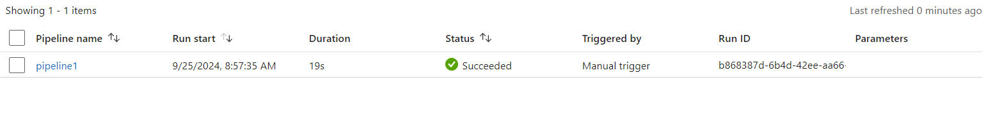 Showing 1 - 1 items Last refreshed 0 minutes ago
Pipeline name Run start Duration Status Triggered by Run ID Parameters
pipeline1 9/25/2024, 8:57:35 AM 19s Succeeded Manual trigger b868387d-6b4d-42ee-aa66-